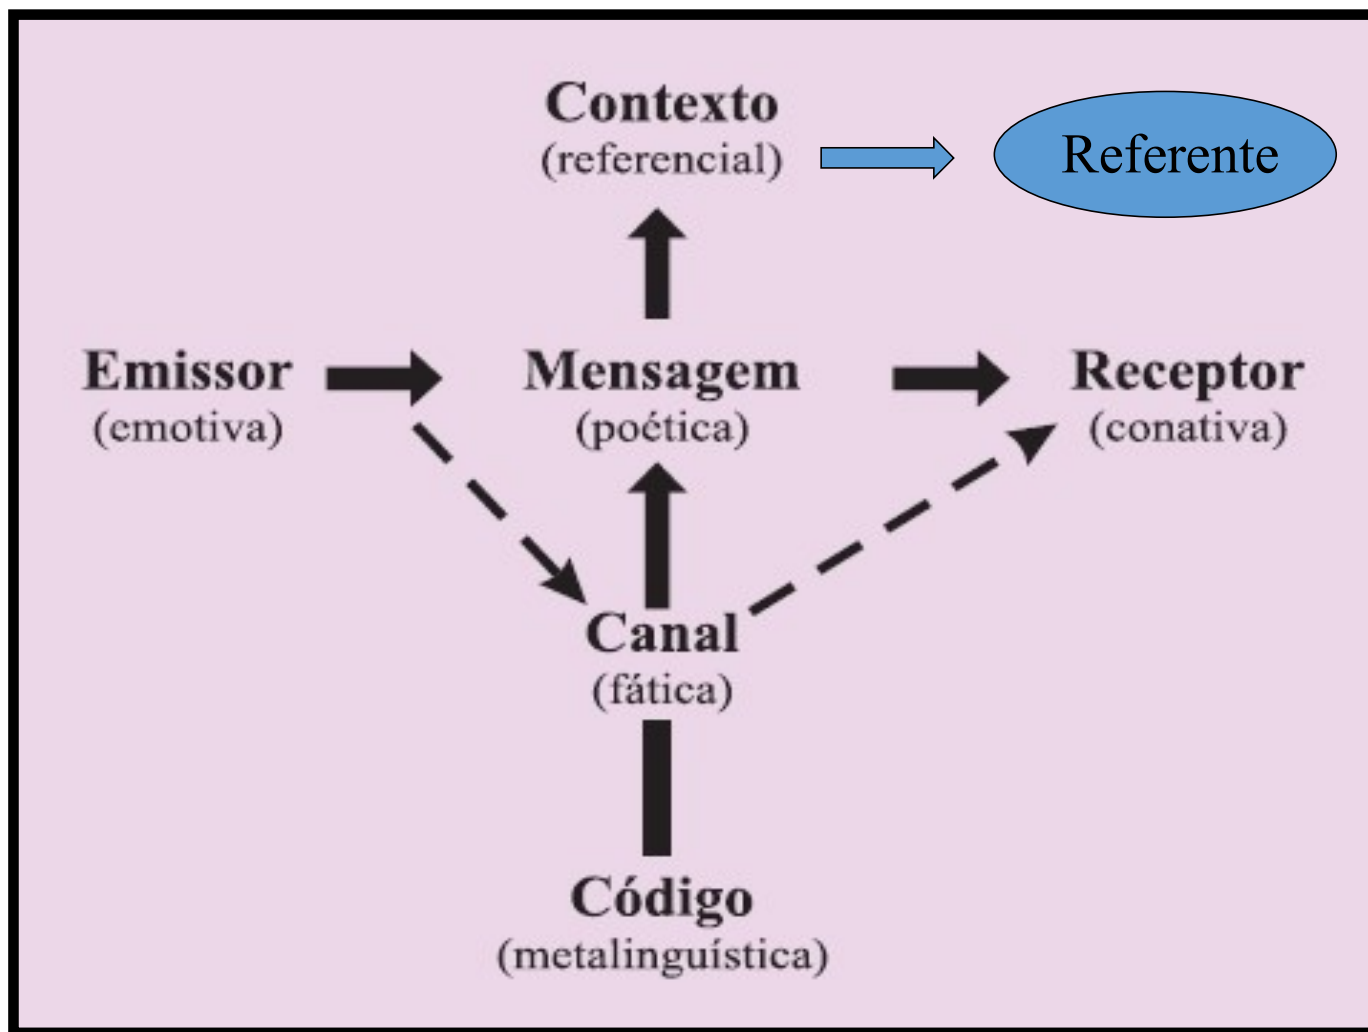 Contexto
(referencial)
Referente
Emissor
(emotiva)
Mensagem
(poética)
Receptor
(conativa)
Canal
(fática)
Código
(metalinguística)